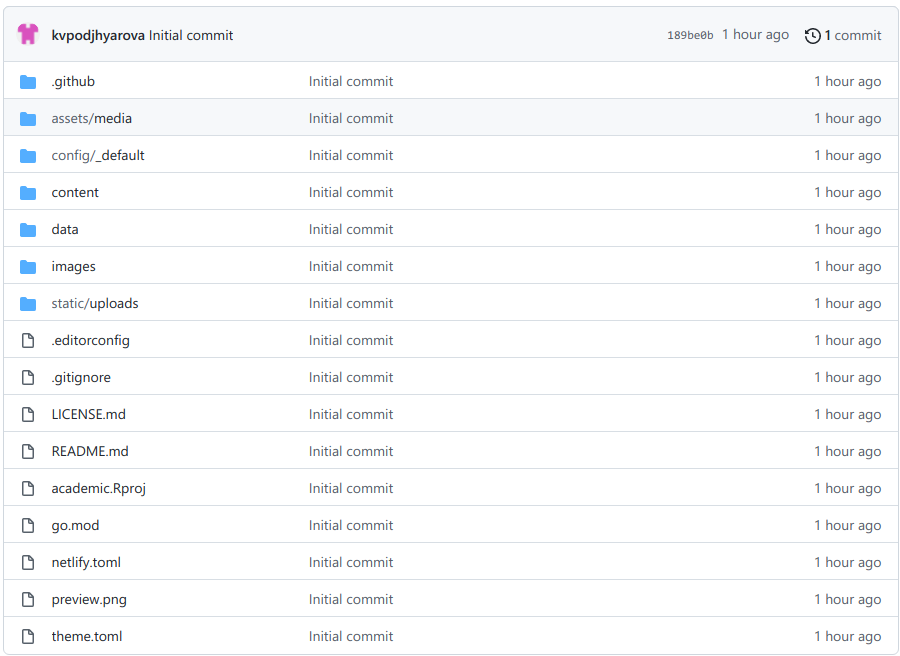 kvpodjhyarova Initial commit 189be0b 1 hour ago 1 commit
.github Initial commit 1 hour ago
assets/media Initial commit 1 hour ago
config/_default Initial commit 1 hour ago
content Initial commit 1 hour ago
data Initial commit 1 hour ago
images Initial commit 1 hour ago
static/uploads Initial commit 1 hour ago
.editorconfig Initial commit 1 hour ago
.gitignore Initial commit 1 hour ago
LICENSE.md Initial commit 1 hour ago
README.md Initial commit 1 hour ago
academic.Rproj Initial commit 1 hour ago
go.mod Initial commit 1 hour ago
netlify.toml Initial commit 1 hour ago
preview.png Initial commit 1 hour ago
theme.toml Initial commit 1 hour ago